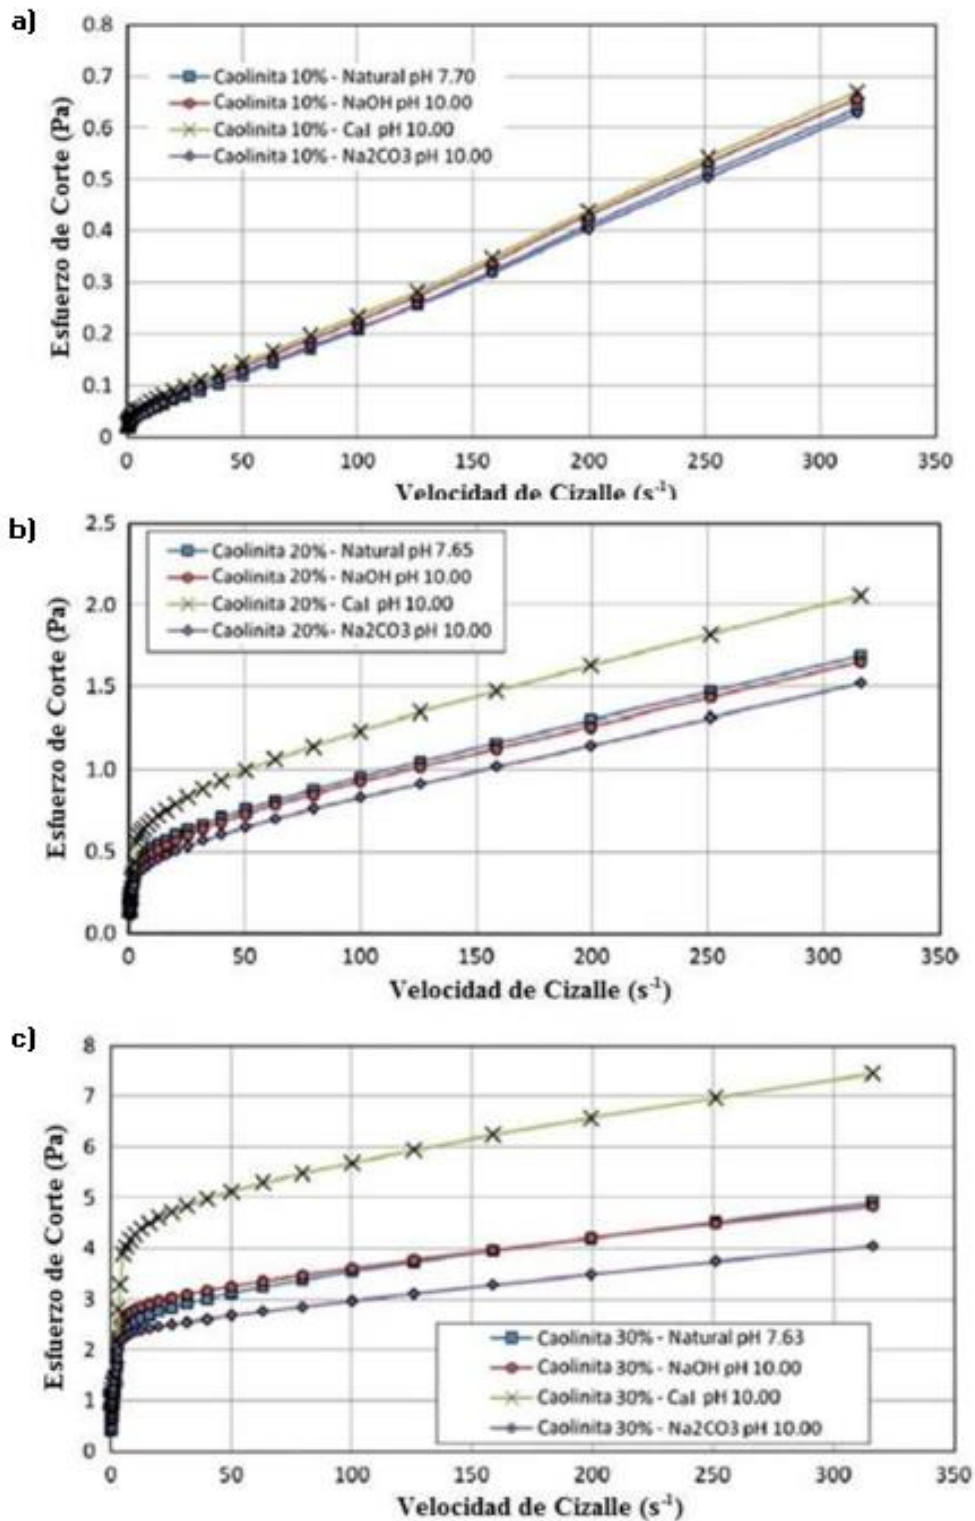 a)
0.8
0.7
0.6
0.5
0.4
0.3
0.2
0.1
0
Esfuerzo de Corte (Pa)
Caolinita 10% - Natural pH 7.70
Caolinita 10% - NaOH pH 10.00
Caolinita 10% - Cal pH 10.00
Caolinita 10% - Na2CO3 pH 10.00
0 50 100 150 200 250 300 350
Velocidad de Cizalle (s⁻¹)
b)
2.5
2.0
1.5
1.0
0.5
0.0
Esfuerzo de Corte (Pa)
Caolinita 20% - Natural pH 7.65
Caolinita 20% - NaOH pH 10.00
Caolinita 20% - Cal pH 10.00
Caolinita 20% - Na2CO3 pH 10.00
0 50 100 150 200 250 300 350
Velocidad de Cizalle (s⁻¹)
c)
8
7
6
5
4
3
2
1
0
Esfuerzo de Corte (Pa)
Caolinita 30% - Natural pH 7.63
Caolinita 30% - NaOH pH 10.00
Caolinita 30% - Cal pH 10.00
Caolinita 30% - Na2CO3 pH 10.00
0 50 100 150 200 250 300 350
Velocidad de Cizalle (s⁻¹)